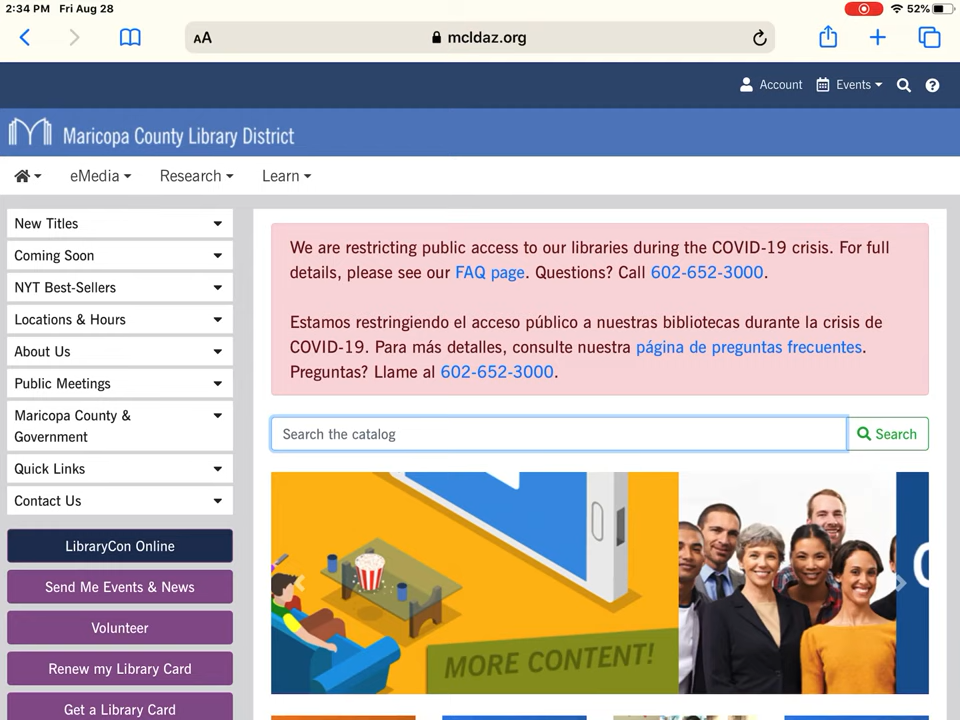 2:34 PM Fri Aug 28
52%
AA
mcldaz.org
Account
Events
Maricopa County Library District
eMedia
Research
Learn
New Titles
Coming Soon
NYT Best-Sellers
Locations & Hours
About Us
Public Meetings
Maricopa County &
Government
Quick Links
Contact Us
LibraryCon Online
Send Me Events & News
Volunteer
Renew my Library Card
Get a Library Card
We are restricting public access to our libraries during the COVID-19 crisis. For full
details, please see our FAQ page. Questions? Call 602-652-3000.
Estamos restringiendo el acceso público a nuestras bibliotecas durante la crisis de
COVID-19. Para más detalles, consulte nuestra página de preguntas frecuentes.
Preguntas? Llame al 602-652-3000.
Search the catalog
Search
MORE CONTENT!